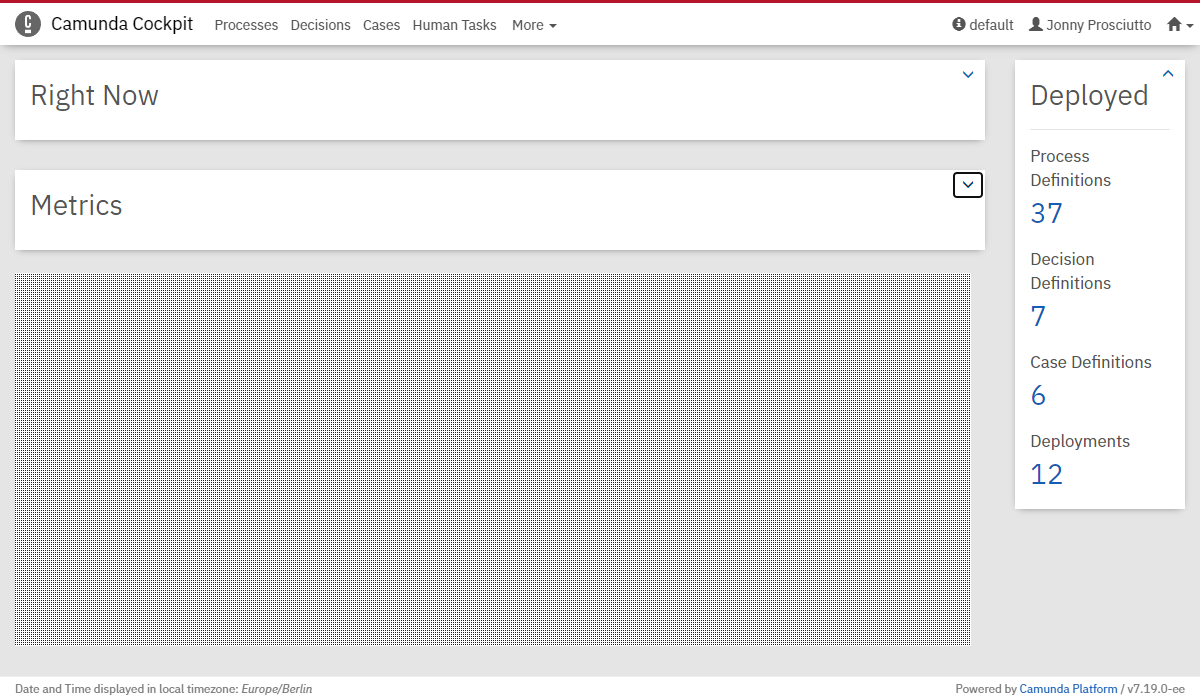 Camunda Cockpit Processes Decisions Cases Human Tasks More default Jonny Prosciutto
Right Now
Metrics
Deployed
Process
Definitions
37
Decision
Definitions
7
Case Definitions
6
Deployments
12
Date and Time displayed in local timezone: Europe/Berlin
Powered by Camunda Platform / v7.19.0-ee